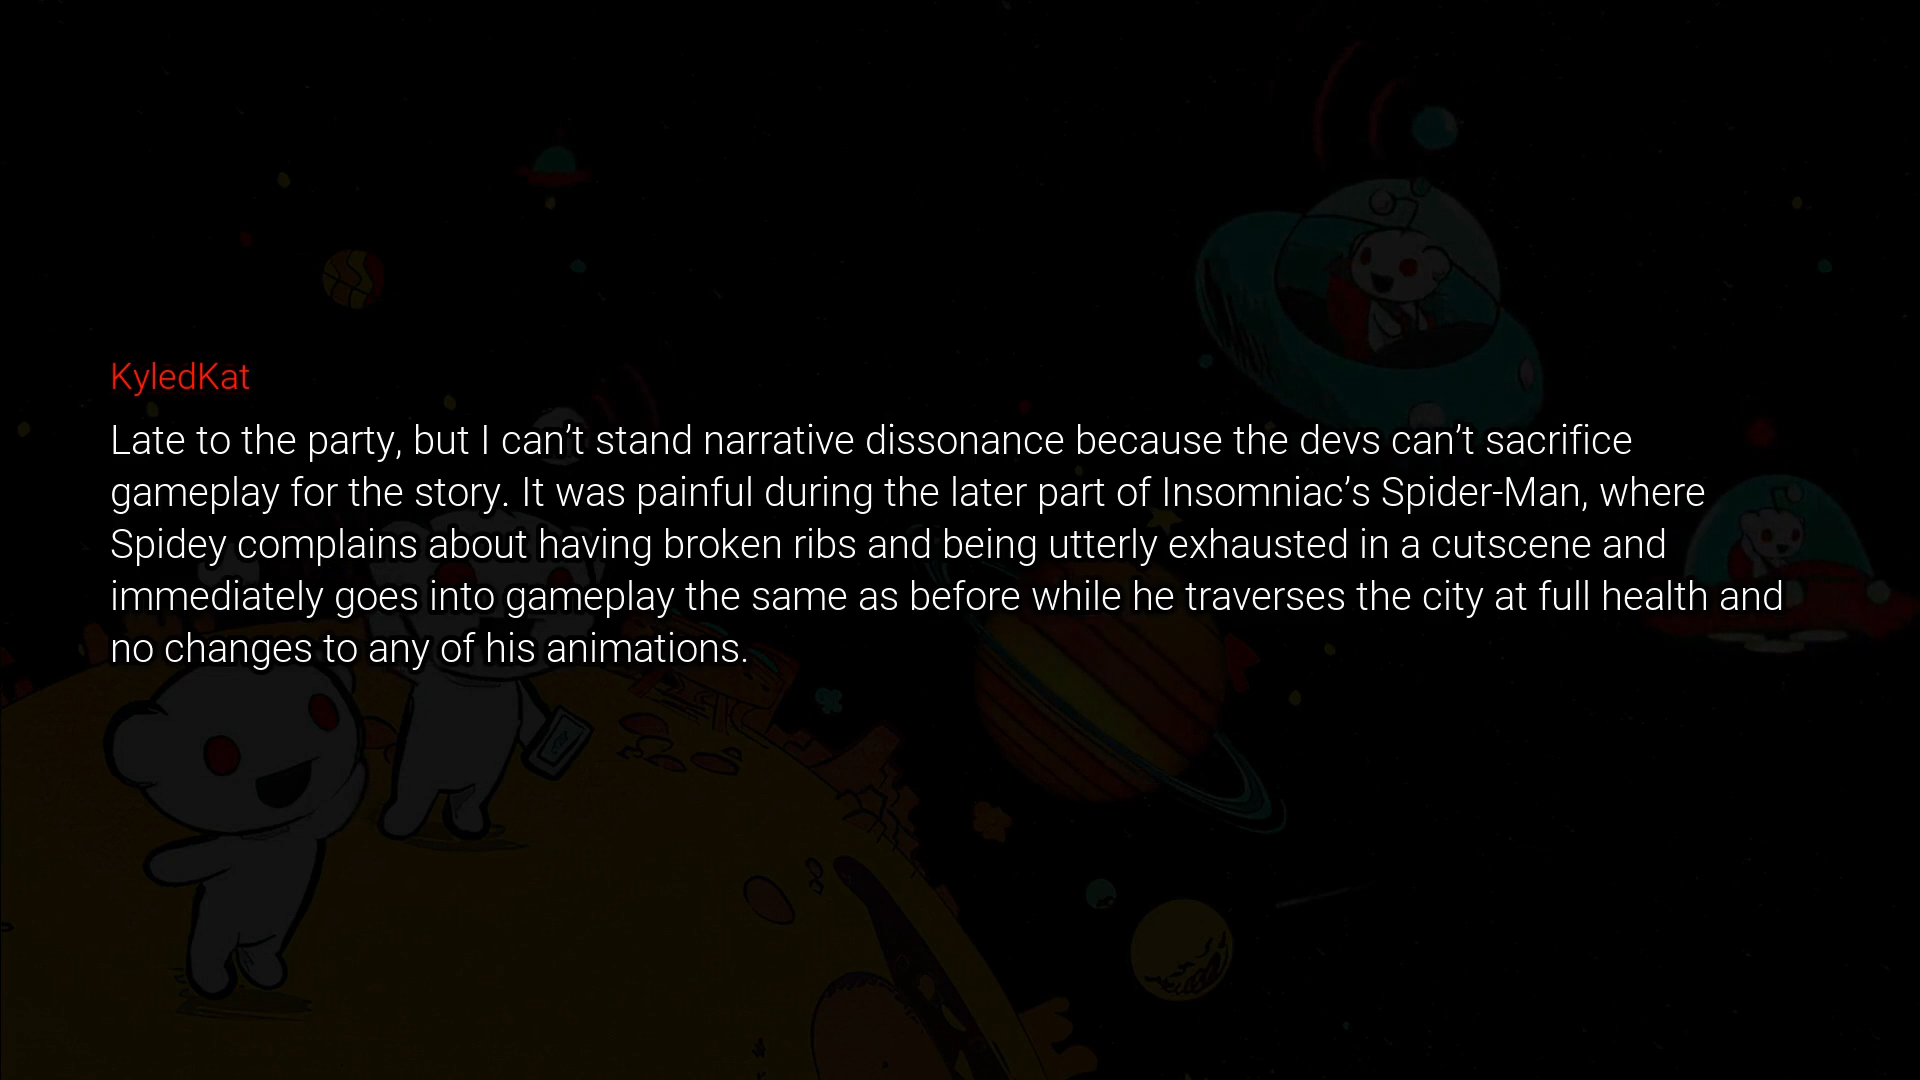 KyledKat
Late to the party, but I can’t stand narrative dissonance because the devs can’t sacrifice
gameplay for the story. It was painful during the later part of Insomniac’s Spider-Man, where
Spidey complains about having broken ribs and being utterly exhausted in a cutscene and
immediately goes into gameplay the same as before while he traverses the city at full health and
no changes to any of his animations.